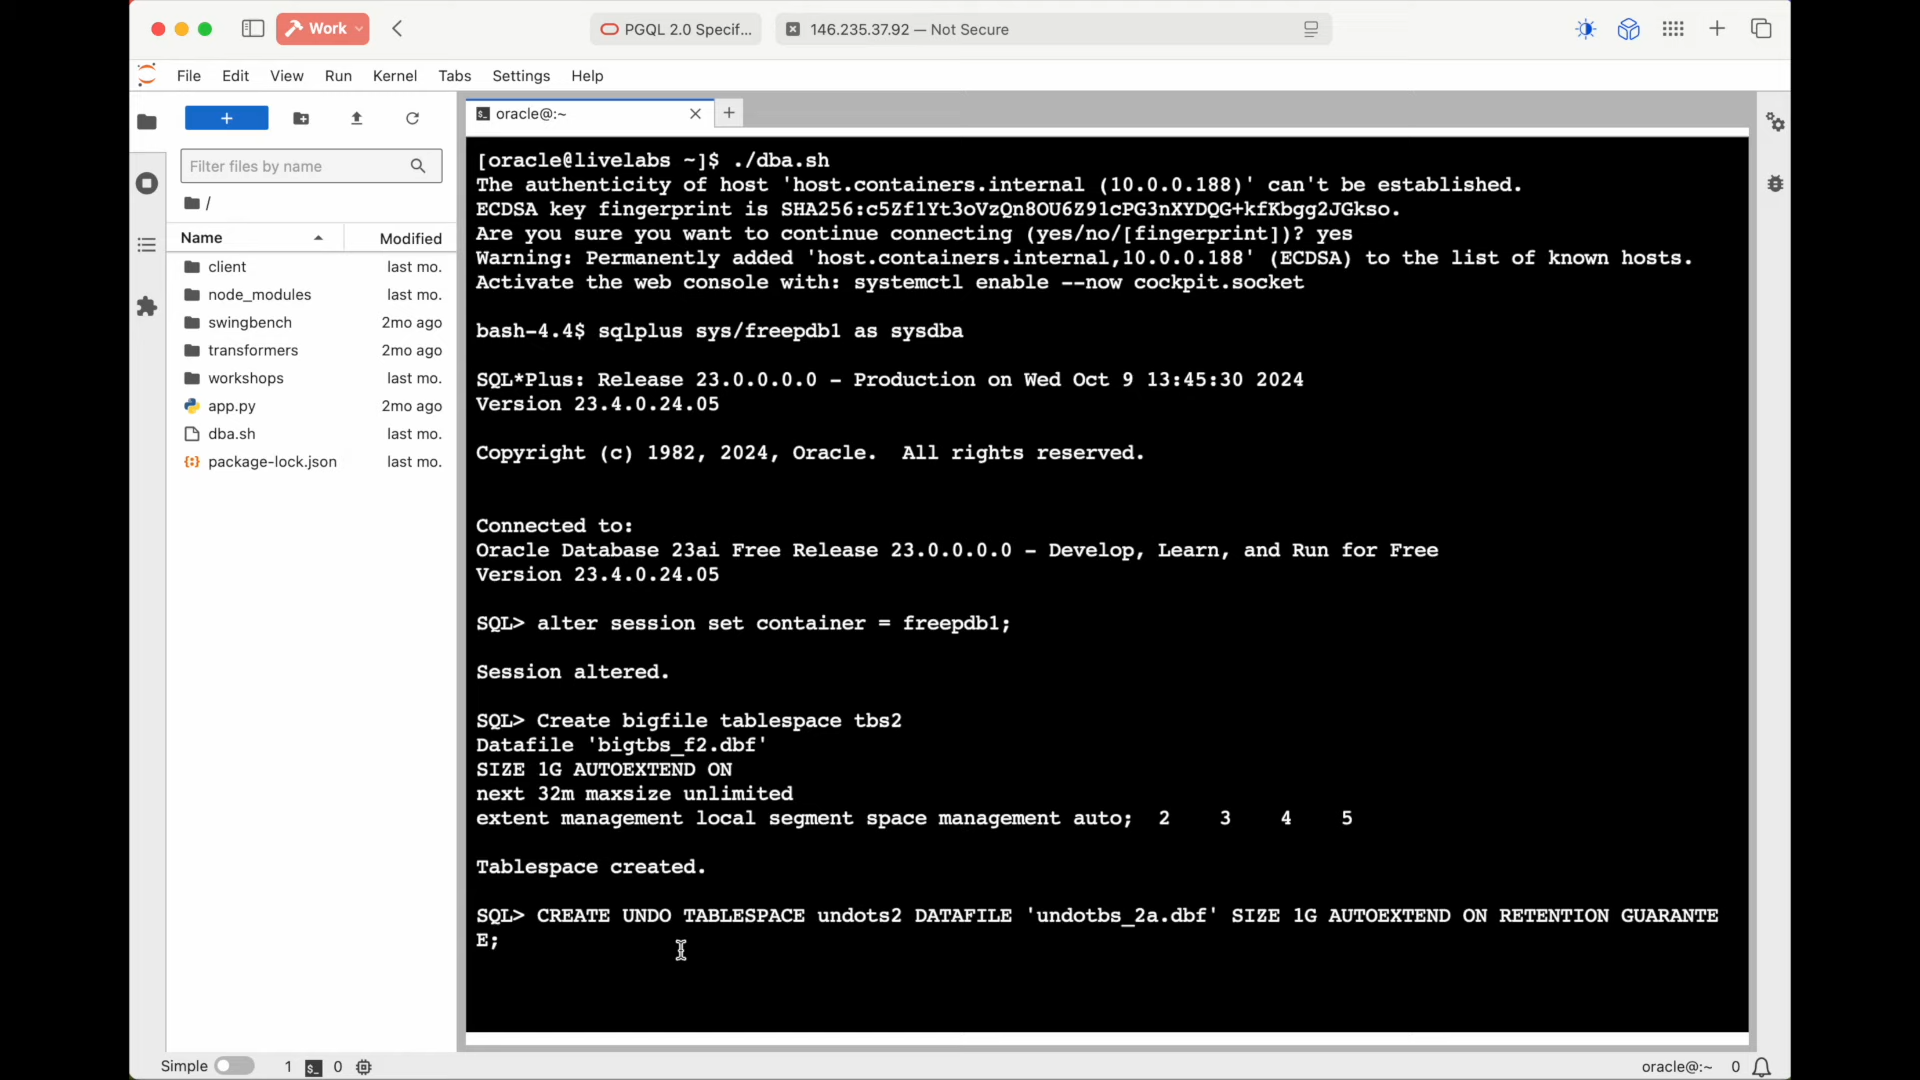 Work
PGQL 2.0 Specif...
146.235.37.92 — Not Secure
File Edit View Run Kernel Tabs Settings Help
oracle@:~
Filter files by name
/
Name Modified
client last mo.
node_modules last mo.
swingbench 2mo ago
transformers 2mo ago
workshops last mo.
app.py 2mo ago
dba.sh last mo.
package-lock.json last mo.
[oracle@livelabs ~]$ ./dba.sh
The authenticity of host 'host.containers.internal (10.0.0.188)' can't be established.
ECDSA key fingerprint is SHA256:c5Zf1Yt3oVzQn8OU6Z91cPG3nXYDQG+kfKbgg2JGkso.
Are you sure you want to continue connecting (yes/no/[fingerprint])? yes
Warning: Permanently added 'host.containers.internal,10.0.0.188' (ECDSA) to the list of known hosts.
Activate the web console with: systemctl enable --now cockpit.socket
bash-4.4$ sqlplus sys/freepdb1 as sysdba
SQL*Plus: Release 23.0.0.0.0 - Production on Wed Oct 9 13:45:30 2024
Version 23.4.0.24.05
Copyright (c) 1982, 2024, Oracle.  All rights reserved.
Connected to:
Oracle Database 23ai Free Release 23.0.0.0.0 - Develop, Learn, and Run for Free
Version 23.4.0.24.05
SQL> alter session set container = freepdb1;
Session altered.
SQL> Create bigfile tablespace tbs2
Datafile 'bigtbs_f2.dbf'
SIZE 1G AUTOEXTEND ON
next 32m maxsize unlimited
extent management local segment space management auto;  2    3    4    5
Tablespace created.
SQL> CREATE UNDO TABLESPACE undots2 DATAFILE 'undotbs_2a.dbf' SIZE 1G AUTOEXTEND ON RETENTION GUARANTE
E;
Simple 1 0 oracle@:~ 0